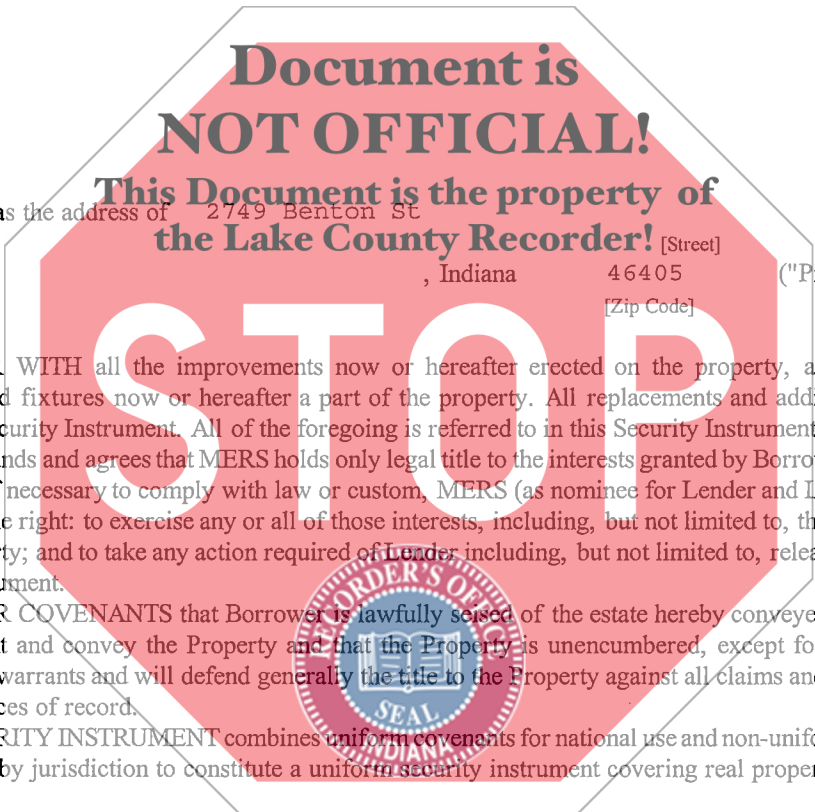 Document is
NOT OFFICIAL!
This Document is the property of
as the address of 2749 Benton St
the Lake County Recorder! [Street]
, Indiana 46405 ("P
[Zip Code]
STOP
WITH all the improvements now or hereafter erected on the property, a
d fixtures now or hereafter a part of the property. All replacements and addi
curity Instrument. All of the foregoing is referred to in this Security Instrument
nds and agrees that MERS holds only legal title to the interests granted by Borro
necessary to comply with law or custom, MERS (as nominee for Lender and L
e right: to exercise any or all of those interests, including, but not limited to, th
ty; and to take any action required of Lender including, but not limited to, relea
ument.
R COVENANTS that Borrower is lawfully seised of the estate hereby conveye
t and convey the Property and that the Property is unencumbered, except fo
warrants and will defend generally the title to the Property against all claims and
ces of record.
RITY INSTRUMENT combines uniform covenants for national use and non-unifo
by jurisdiction to constitute a uniform security instrument covering real proper
RECORDER'S OFFICE
SEAL
INDIANA